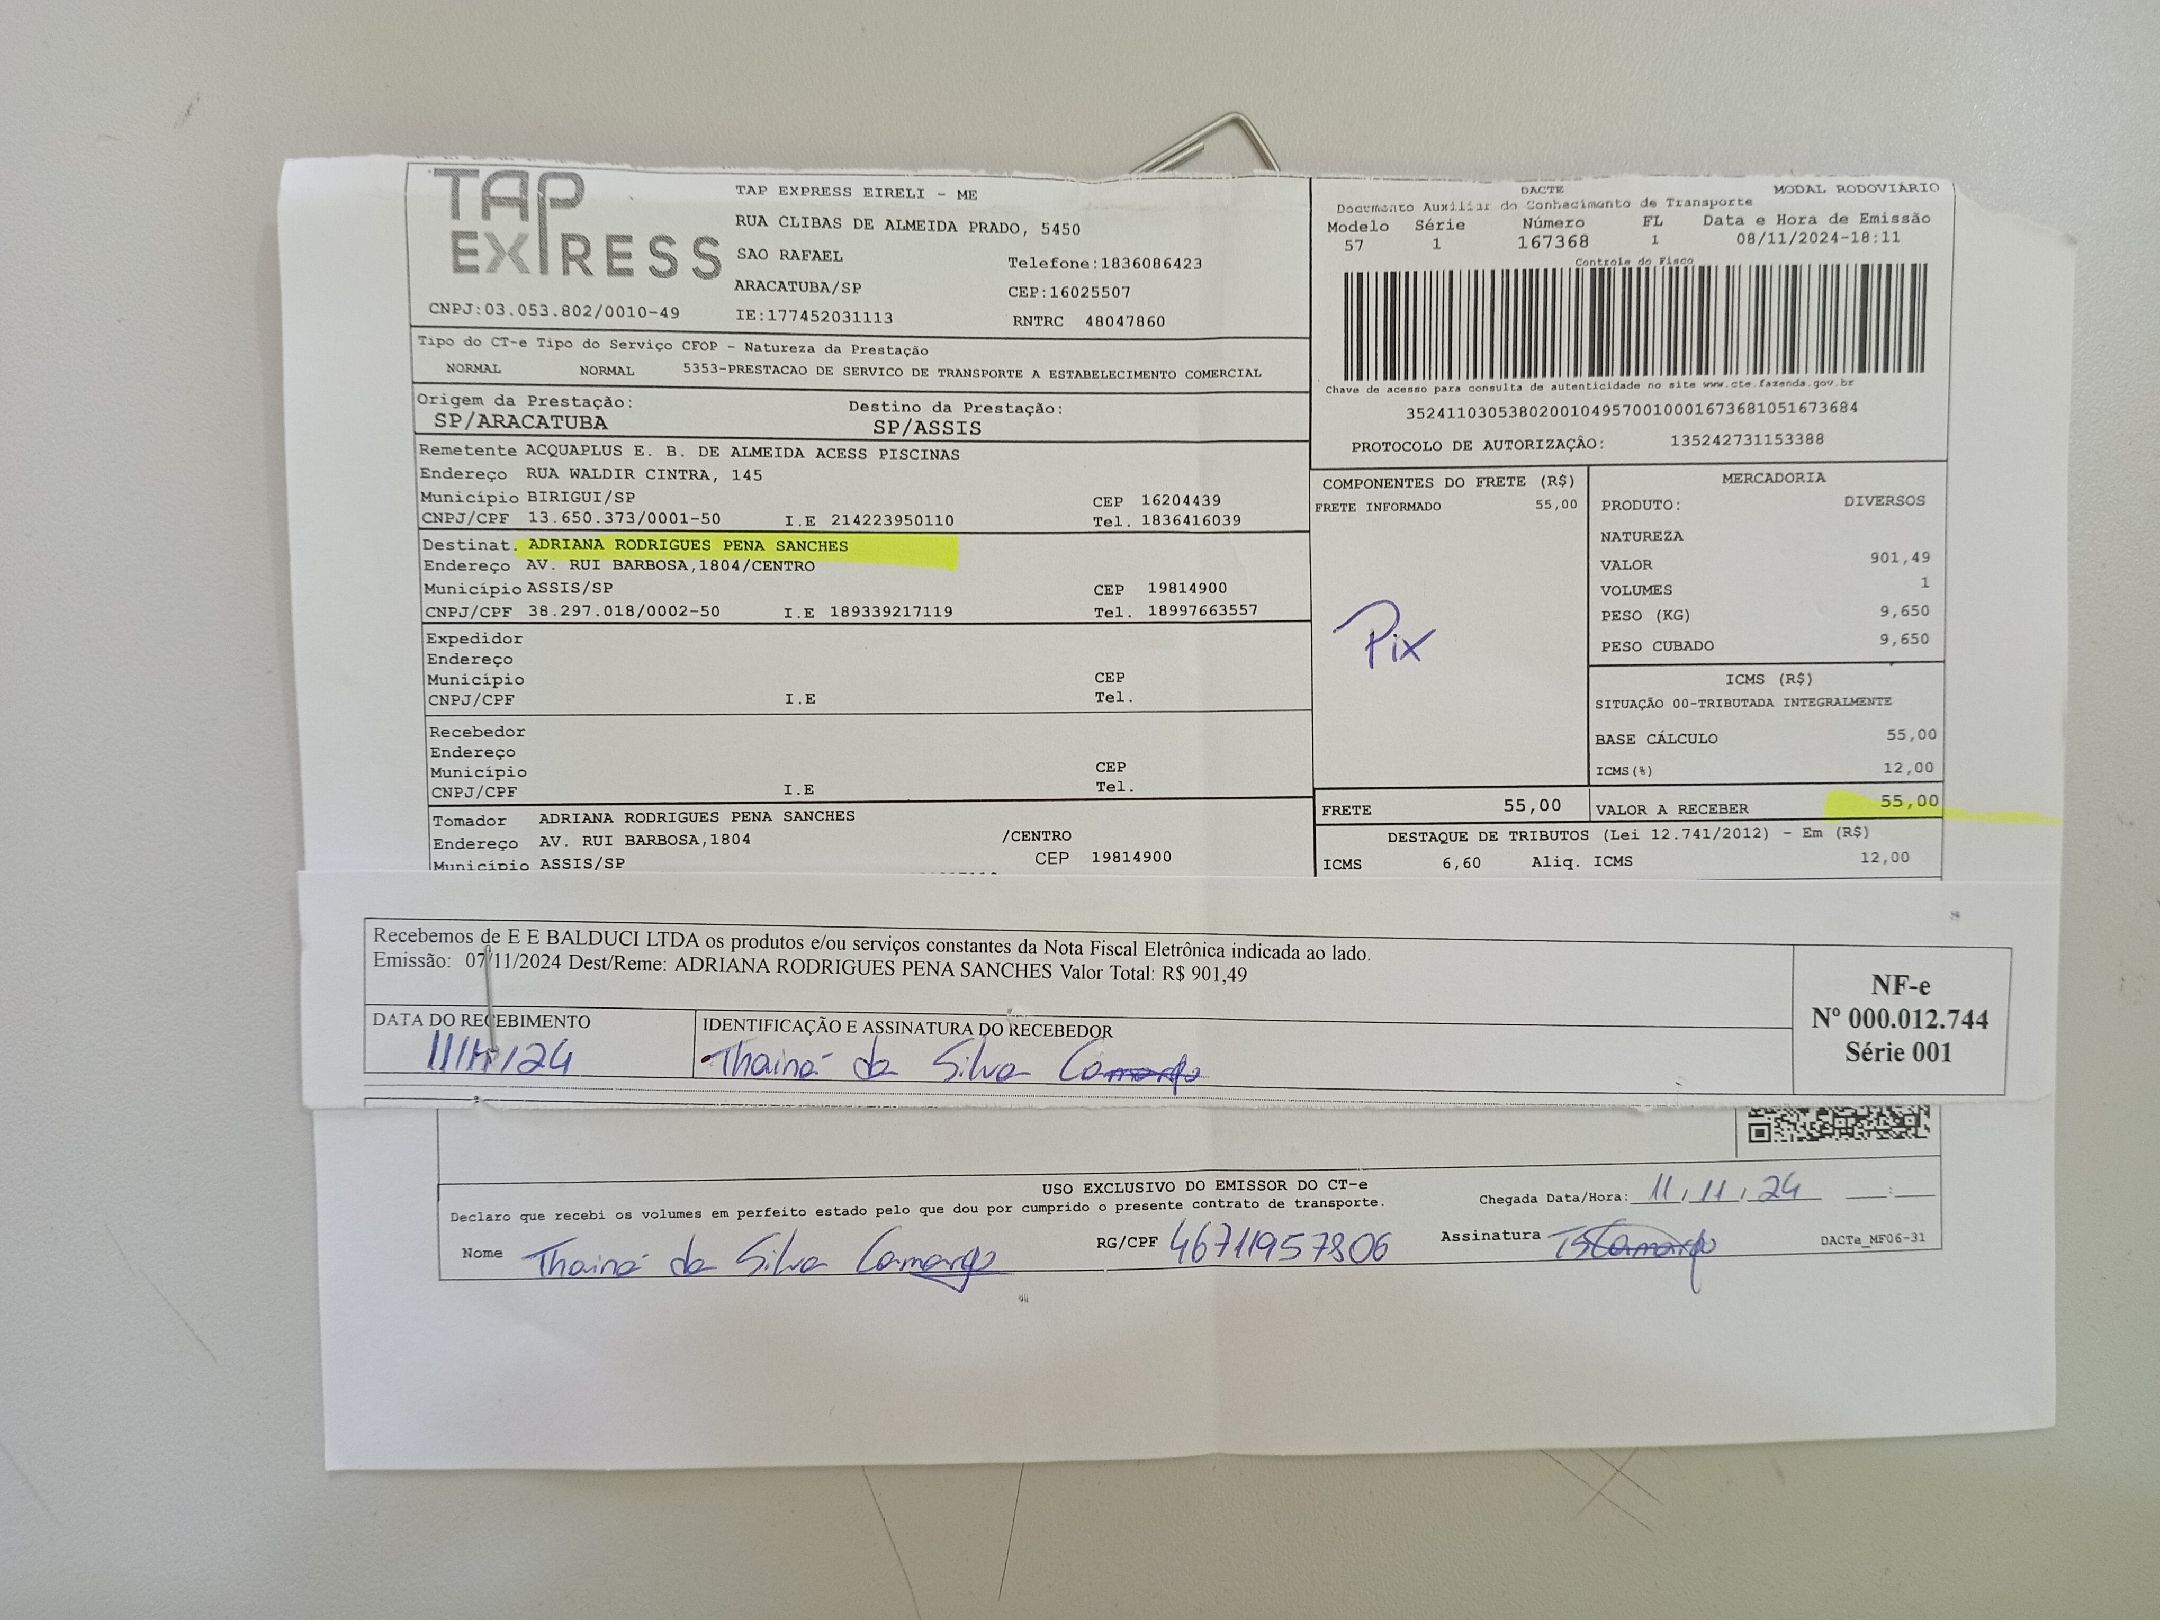 TAP
EXPRESS
CNPJ:03.053.802/0010-49
TAP EXPRESS EIRELI - ME
RUA CLIBAS DE ALMEIDA PRADO, 5450
SAO RAFAEL
Telefone:1836086423
ARACATUBA/SP
CEP:16025507
IE:177452031113
RNTRC 48047860
DACTE
MODAL RODOVIÁRIO
Documento Auxiliar do Conhecimento de Transporte
Modelo Série Número FL Data e Hora de Emissão
57 1 167368 1 08/11/2024-18:11
Controle do Fisco
Chave de acesso para consulta de autenticidade no site www.cte.fazenda.gov.br
35241103053802001049570010001673681051673684
PROTOCOLO DE AUTORIZAÇÃO: 135242731153388
Tipo do CT-e Tipo do Serviço CFOP - Natureza da Prestação
NORMAL NORMAL 5353-PRESTACAO DE SERVICO DE TRANSPORTE A ESTABELECIMENTO COMERCIAL
Origem da Prestação: Destino da Prestação:
SP/ARACATUBA SP/ASSIS
Remetente ACQUAPLUS E. B. DE ALMEIDA ACESS PISCINAS
Endereço RUA WALDIR CINTRA, 145
Município BIRIGUI/SP CEP 16204439
CNPJ/CPF 13.650.373/0001-50 I.E 214223950110 Tel. 1836416039
Destinat. ADRIANA RODRIGUES PENA SANCHES
Endereço AV. RUI BARBOSA,1804/CENTRO
Município ASSIS/SP CEP 19814900
CNPJ/CPF 38.297.018/0002-50 I.E 189339217119 Tel. 18997663557
Expedidor
Endereço
Município CEP
CNPJ/CPF I.E Tel.
Recebedor
Endereço
Município CEP
CNPJ/CPF I.E Tel.
Tomador ADRIANA RODRIGUES PENA SANCHES
Endereço AV. RUI BARBOSA,1804 /CENTRO
Município ASSIS/SP CEP 19814900
COMPONENTES DO FRETE (R$)
FRETE INFORMADO 55,00
Pix
MERCADORIA
PRODUTO: DIVERSOS
NATUREZA
VALOR 901,49
VOLUMES 1
PESO (KG) 9,650
PESO CUBADO 9,650
ICMS (R$)
SITUAÇÃO 00-TRIBUTADA INTEGRALMENTE
BASE CÁLCULO 55,00
ICMS(%) 12,00
FRETE 55,00 VALOR A RECEBER 55,00
DESTAQUE DE TRIBUTOS (Lei 12.741/2012) - Em (R$)
ICMS 6,60 Aliq. ICMS 12,00
Recebemos de E E BALDUCI LTDA os produtos e/ou serviços constantes da Nota Fiscal Eletrônica indicada ao lado.
Emissão: 07/11/2024 Dest/Reme: ADRIANA RODRIGUES PENA SANCHES Valor Total: R$ 901,49
DATA DO RECEBIMENTO
11/11/24
IDENTIFICAÇÃO E ASSINATURA DO RECEBEDOR
Thainá da Silva Camargo
NF-e
Nº 000.012.744
Série 001
USO EXCLUSIVO DO EMISSOR DO CT-e
Declaro que recebi os volumes em perfeito estado pelo que dou por cumprido o presente contrato de transporte.
Chegada Data/Hora: 11/11/24 __:__
Nome Thainá da Silva Camargo RG/CPF 46711957806 Assinatura TSCamargo DACTe_MF06-31